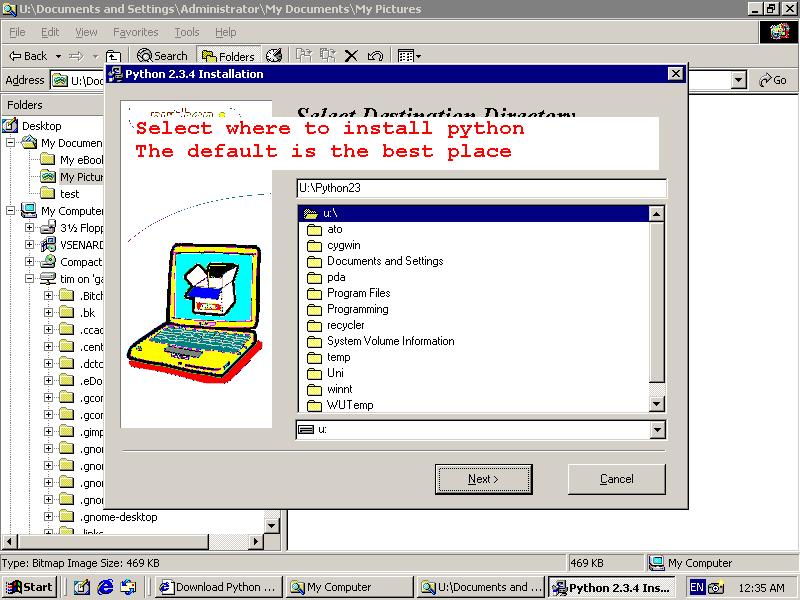 U:\Documents and Settings\Administrator\My Documents\My Pictures
File Edit View Favorites Tools Help
Back Search Folders
Address U:\Doc Go
Python 2.3.4 Installation
Folders
Desktop
My Documen
My eBool
My Pictur
test
My Computer
3½ Flopp
VSENARD
Compact
tim on 'ga
.Bitch
.bk
.ccac
.cent
.dctc
.eDo
.gcor
.gcor
.gimp
.gnor
.gnor
.gnor
.gno
.gnome-desktop
.links
python
Select Destination Directory
Select where to install python
The default is the best place
U:\Python23
u:\
ato
cygwin
Documents and Settings
pda
Program Files
Programming
recycler
System Volume Information
temp
Uni
winnt
WUTemp
u:
Next >
Cancel
Type: Bitmap Image Size: 469 KB
469 KB
My Computer
Start
Download Python ...
My Computer
U:\Documents and ...
Python 2.3.4 Ins...
EN
12:35 AM